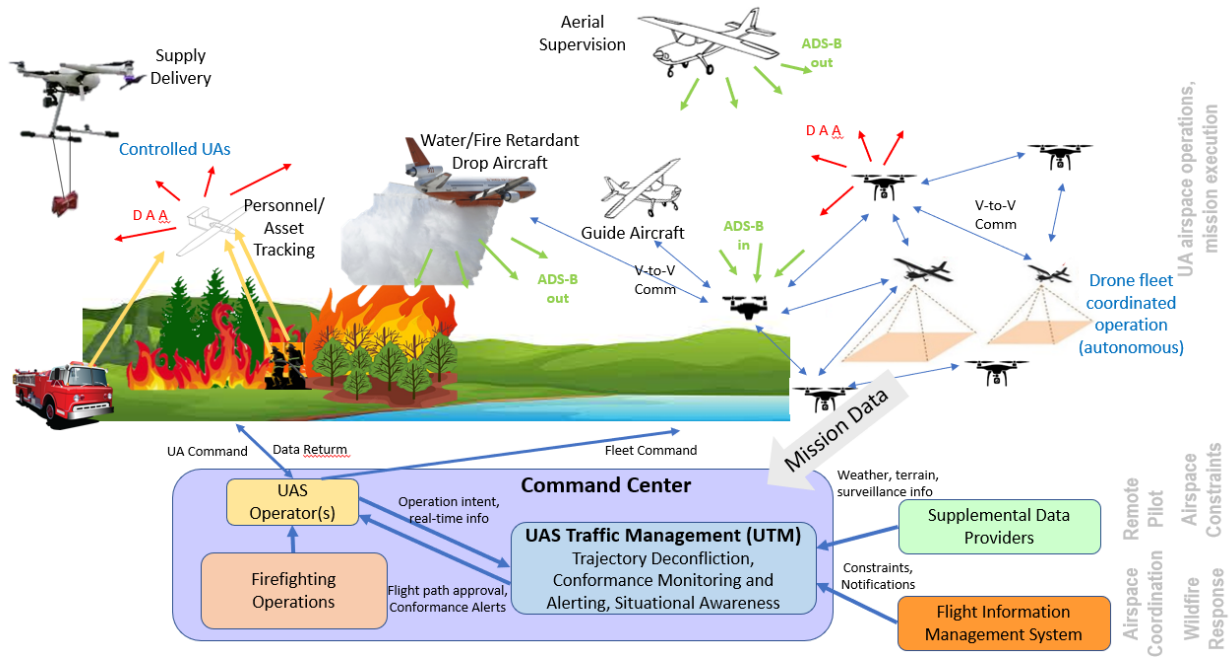 Aerial
Supervision
ADS-B
out
Supply
Delivery
Controlled UAs
Water/Fire Retardant
Drop Aircraft
D A A
D A A
Personnel/
Asset
Tracking
Guide Aircraft
V-to-V
Comm
ADS-B
in
V-to-V
Comm
ADS-B
out
Drone fleet
coordinated
operation
(autonomous)
UA airspace operations,
mission execution
Mission Data
UA Command
Data Returm
Fleet Command
Command Center
UAS
Operator(s)
Operation intent,
real-time info
Weather, terrain,
surveillance info
UAS Traffic Management (UTM)
Trajectory Deconfliction,
Conformance Monitoring and
Alerting, Situational Awareness
Supplemental Data
Providers
Firefighting
Operations
Flight path approval,
Conformance Alerts
Constraints,
Notifications
Flight Information
Management System
Remote
Pilot
Airspace
Constraints
Airspace
Coordination
Wildfire
Response